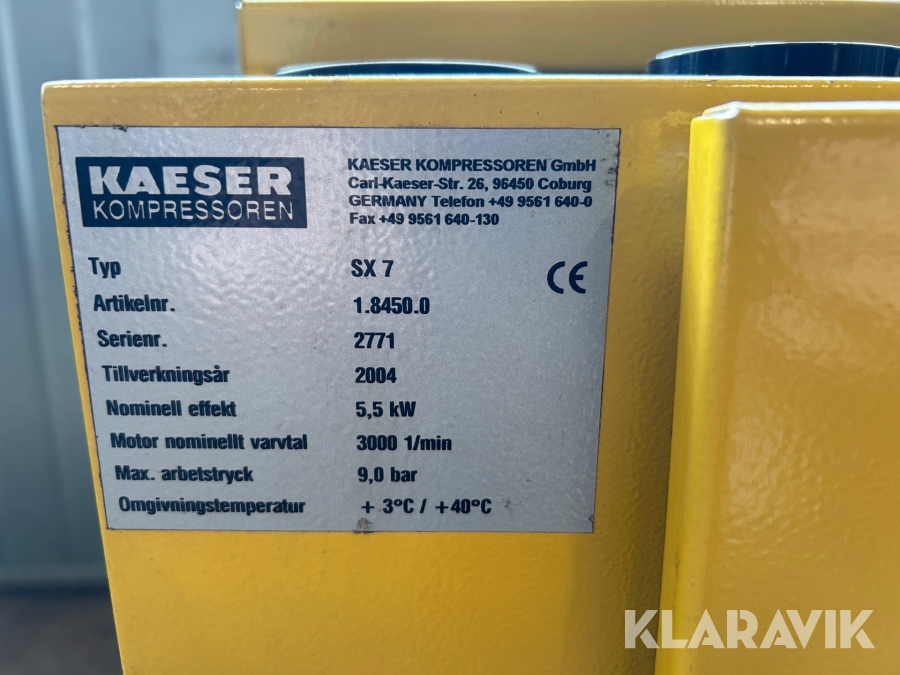 KAESER
KOMPRESSOREN
KAESER KOMPRESSOREN GmbH
Carl-Kaeser-Str. 26, 96450 Coburg
GERMANY Telefon +49 9561 640-0
Fax +49 9561 640-130
CE
Typ SX 7
Artikelnr. 1.8450.0
Serienr. 2771
Tillverkningsår 2004
Nominell effekt 5,5 kW
Motor nominellt varvtal 3000 1/min
Max. arbetstryck 9,0 bar
Omgivningstemperatur + 3°C / +40°C
KLARAVIK